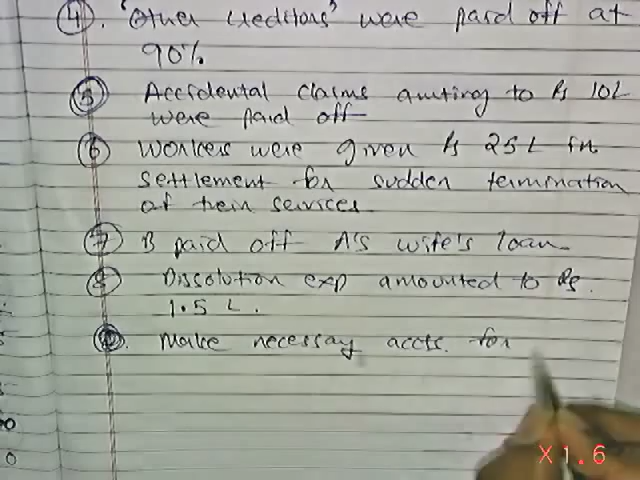 4. 'Other creditors' were paid off at
90%.
5 Accidental claims amting to Rs 10L
were paid off
6 Workers were given Rs 25L in
settlement for sudden termination
of their services
7 B paid off A's wife's loan
8 Dissolution exp amounted to Rs.
1.5 L.
Make necessary accts. for
X1.6